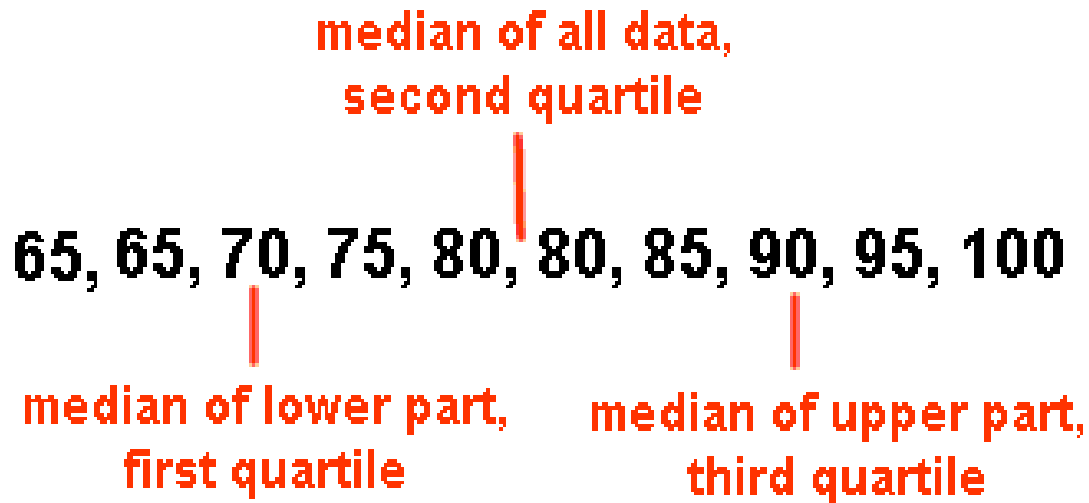 median of all data,
second quartile
65, 65, 70, 75, 80, 80, 85, 90, 95, 100
median of lower part,
first quartile
median of upper part,
third quartile